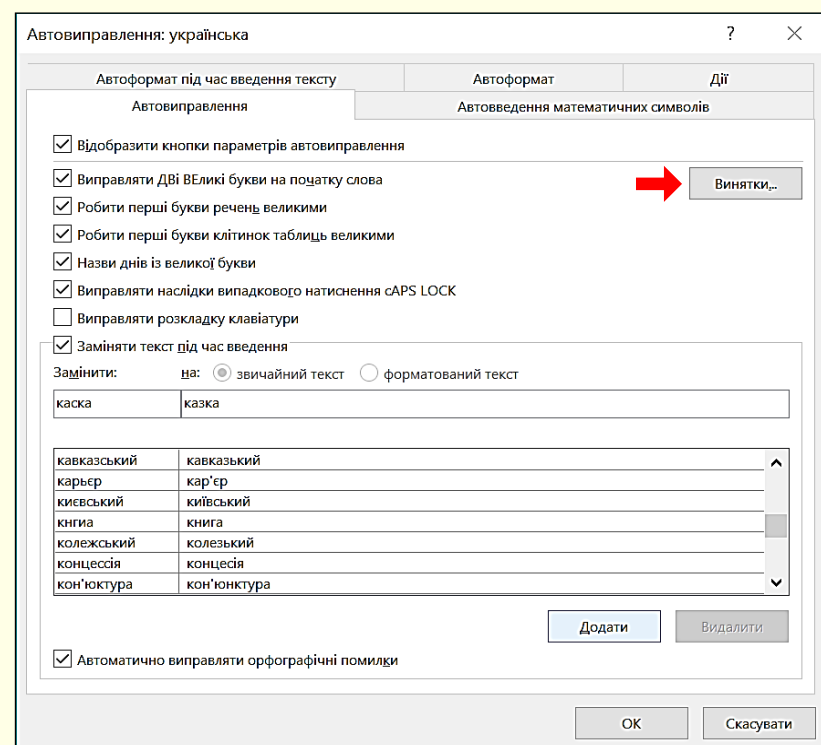 Автовиправлення: українська ? ×
Автоформат під час введення тексту Автоформат Дії
Автовиправлення Автовведення математичних символів
Відобразити кнопки параметрів автовиправлення
Виправляти ДВі ВЕликі букви на початку слова Винятки...
Робити перші букви речень великими
Робити перші букви клітинок таблиць великими
Назви днів із великої букви
Виправляти наслідки випадкового натиснення cAPS LOCK
Виправляти розкладку клавіатури
Заміняти текст під час введення
Замінити: на: звичайний текст форматований текст
каска казка
кавказський кавказький
карьєр кар'єр
києвський київський
кнгиа книга
колежський колезький
концессія концесія
кон'юктура кон'юнктура
Додати Видалити
Автоматично виправляти орфографічні помилки
ОК Скасувати